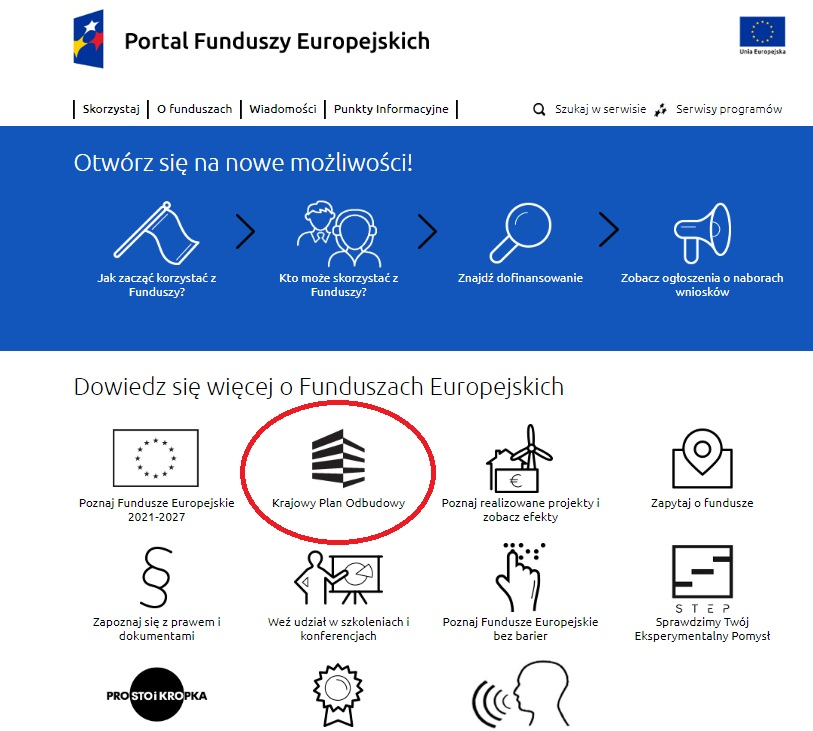 Portal Funduszy Europejskich
Unia Europejska
Skorzystaj
O funduszach
Wiadomości
Punkty Informacyjne
Szukaj w serwisie
Serwisy programów
Otwórz się na nowe możliwości!
Jak zacząć korzystać z
Funduszy?
Kto może skorzystać z
Funduszy?
Znajdź dofinansowanie
Zobacz ogłoszenia o naborach
wniosków
Dowiedz się więcej o Funduszach Europejskich
Poznaj Fundusze Europejskie
2021-2027
Krajowy Plan Odbudowy
Poznaj realizowane projekty i
zobacz efekty
Zapytaj o fundusze
Zapoznaj się z prawem i
dokumentami
Weź udział w szkoleniach i
konferencjach
Poznaj Fundusze Europejskie
bez barier
STEP
Sprawdzimy Twój
Eksperymentalny Pomysł
PROSTO i KROPKA